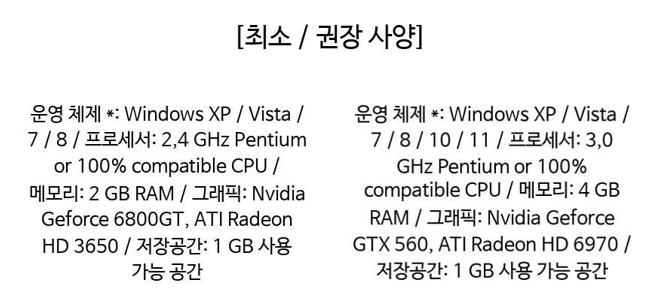 [최소 / 권장 사양]
운영 체제 *: Windows XP / Vista /
7 / 8 / 프로세서: 2,4 GHz Pentium
or 100% compatible CPU /
메모리: 2 GB RAM / 그래픽: Nvidia
Geforce 6800GT, ATI Radeon
HD 3650 / 저장공간: 1 GB 사용
가능 공간
운영 체제 *: Windows XP / Vista /
7 / 8 / 10 / 11 / 프로세서: 3,0
GHz Pentium or 100%
compatible CPU / 메모리: 4 GB
RAM / 그래픽: Nvidia Geforce
GTX 560, ATI Radeon HD 6970 /
저장공간: 1 GB 사용 가능 공간